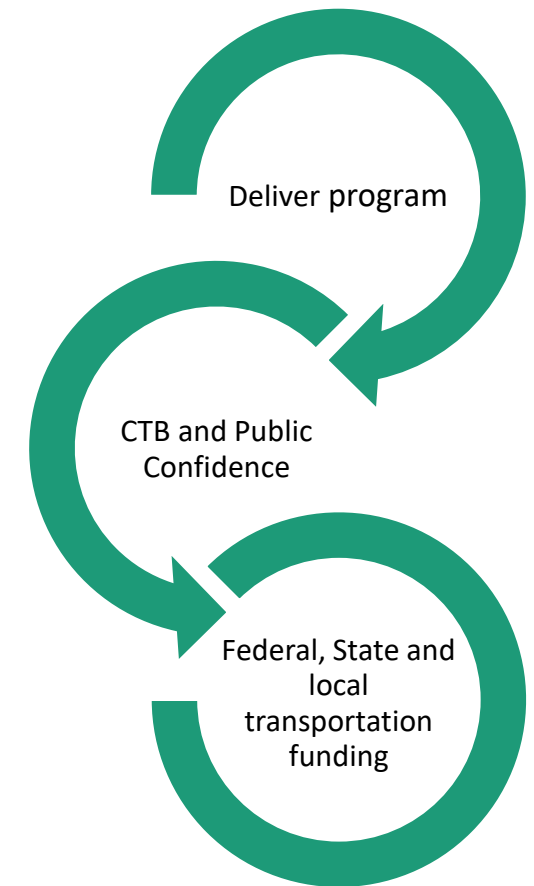 Deliver program
CTB and Public
Confidence
Federal, State and
local
transportation
funding